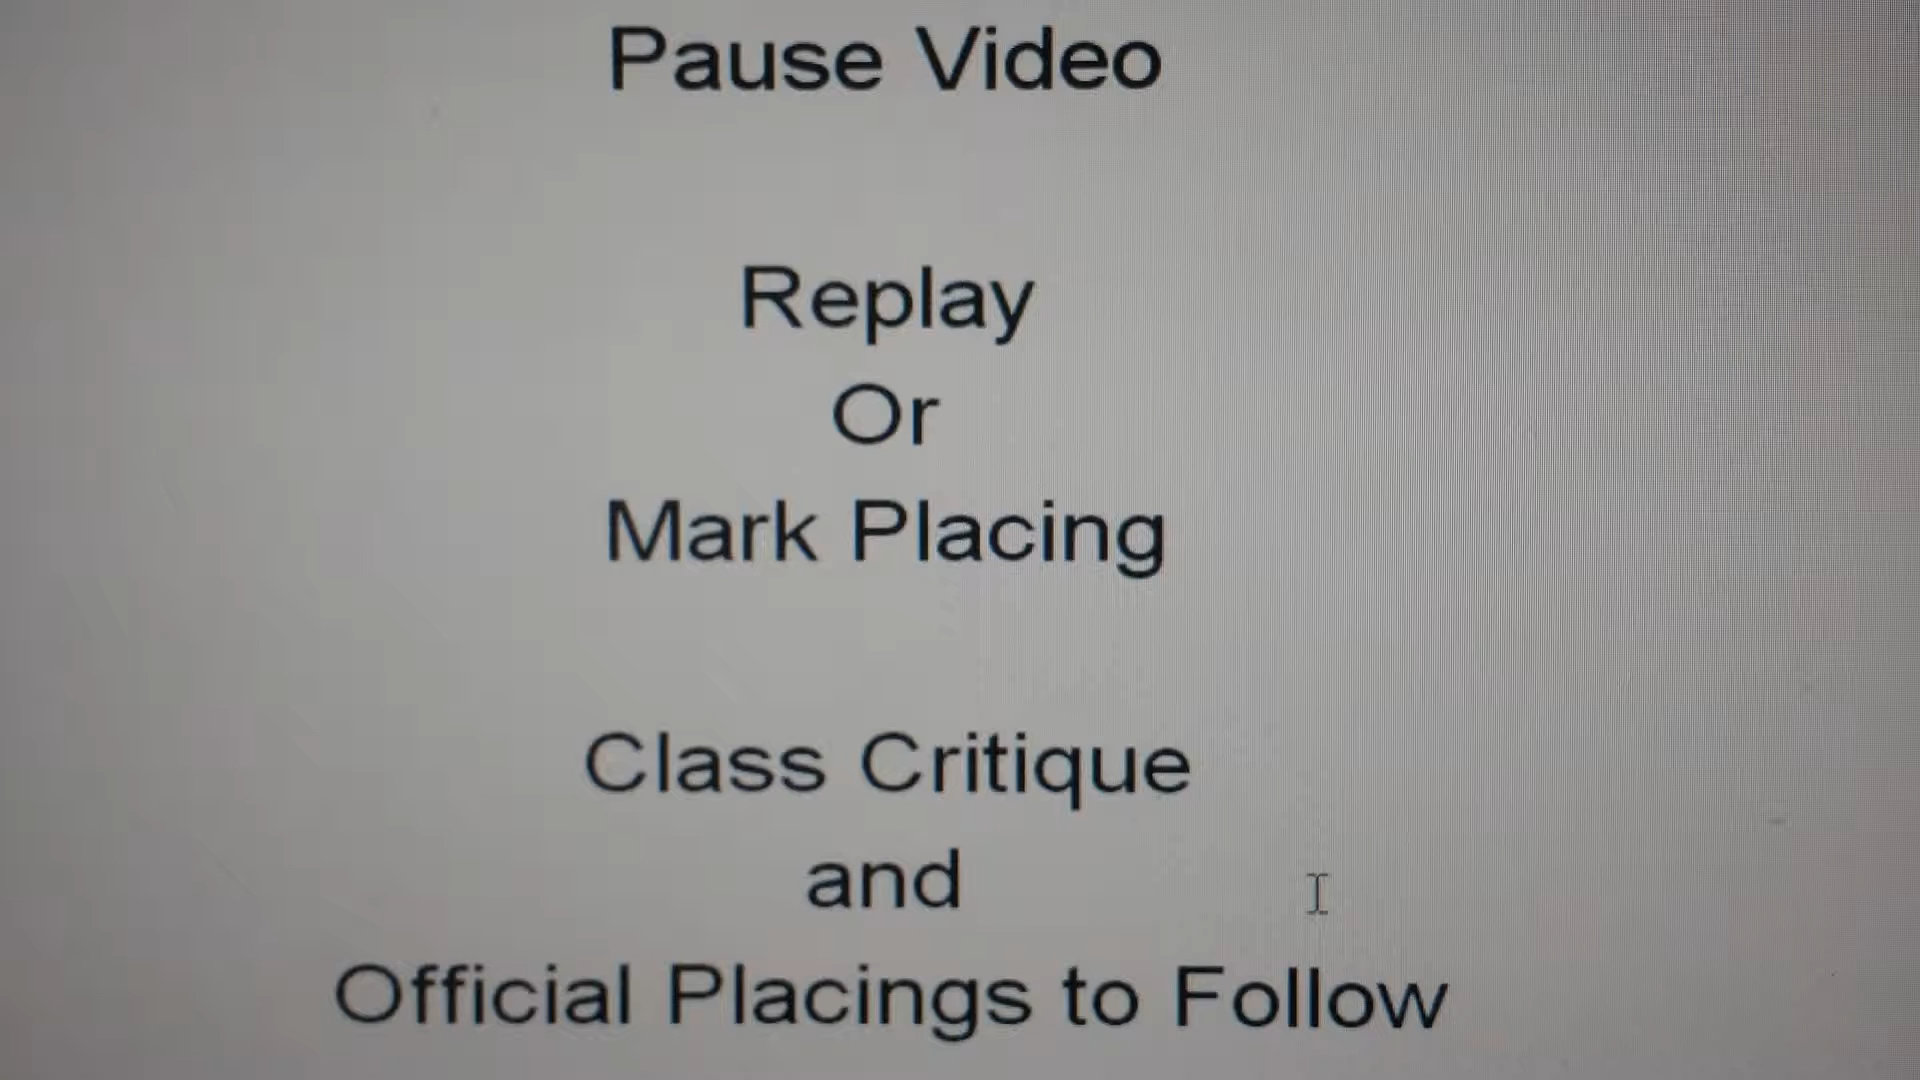 Pause Video
Replay
Or
Mark Placing
Class Critique
and
Official Placings to Follow